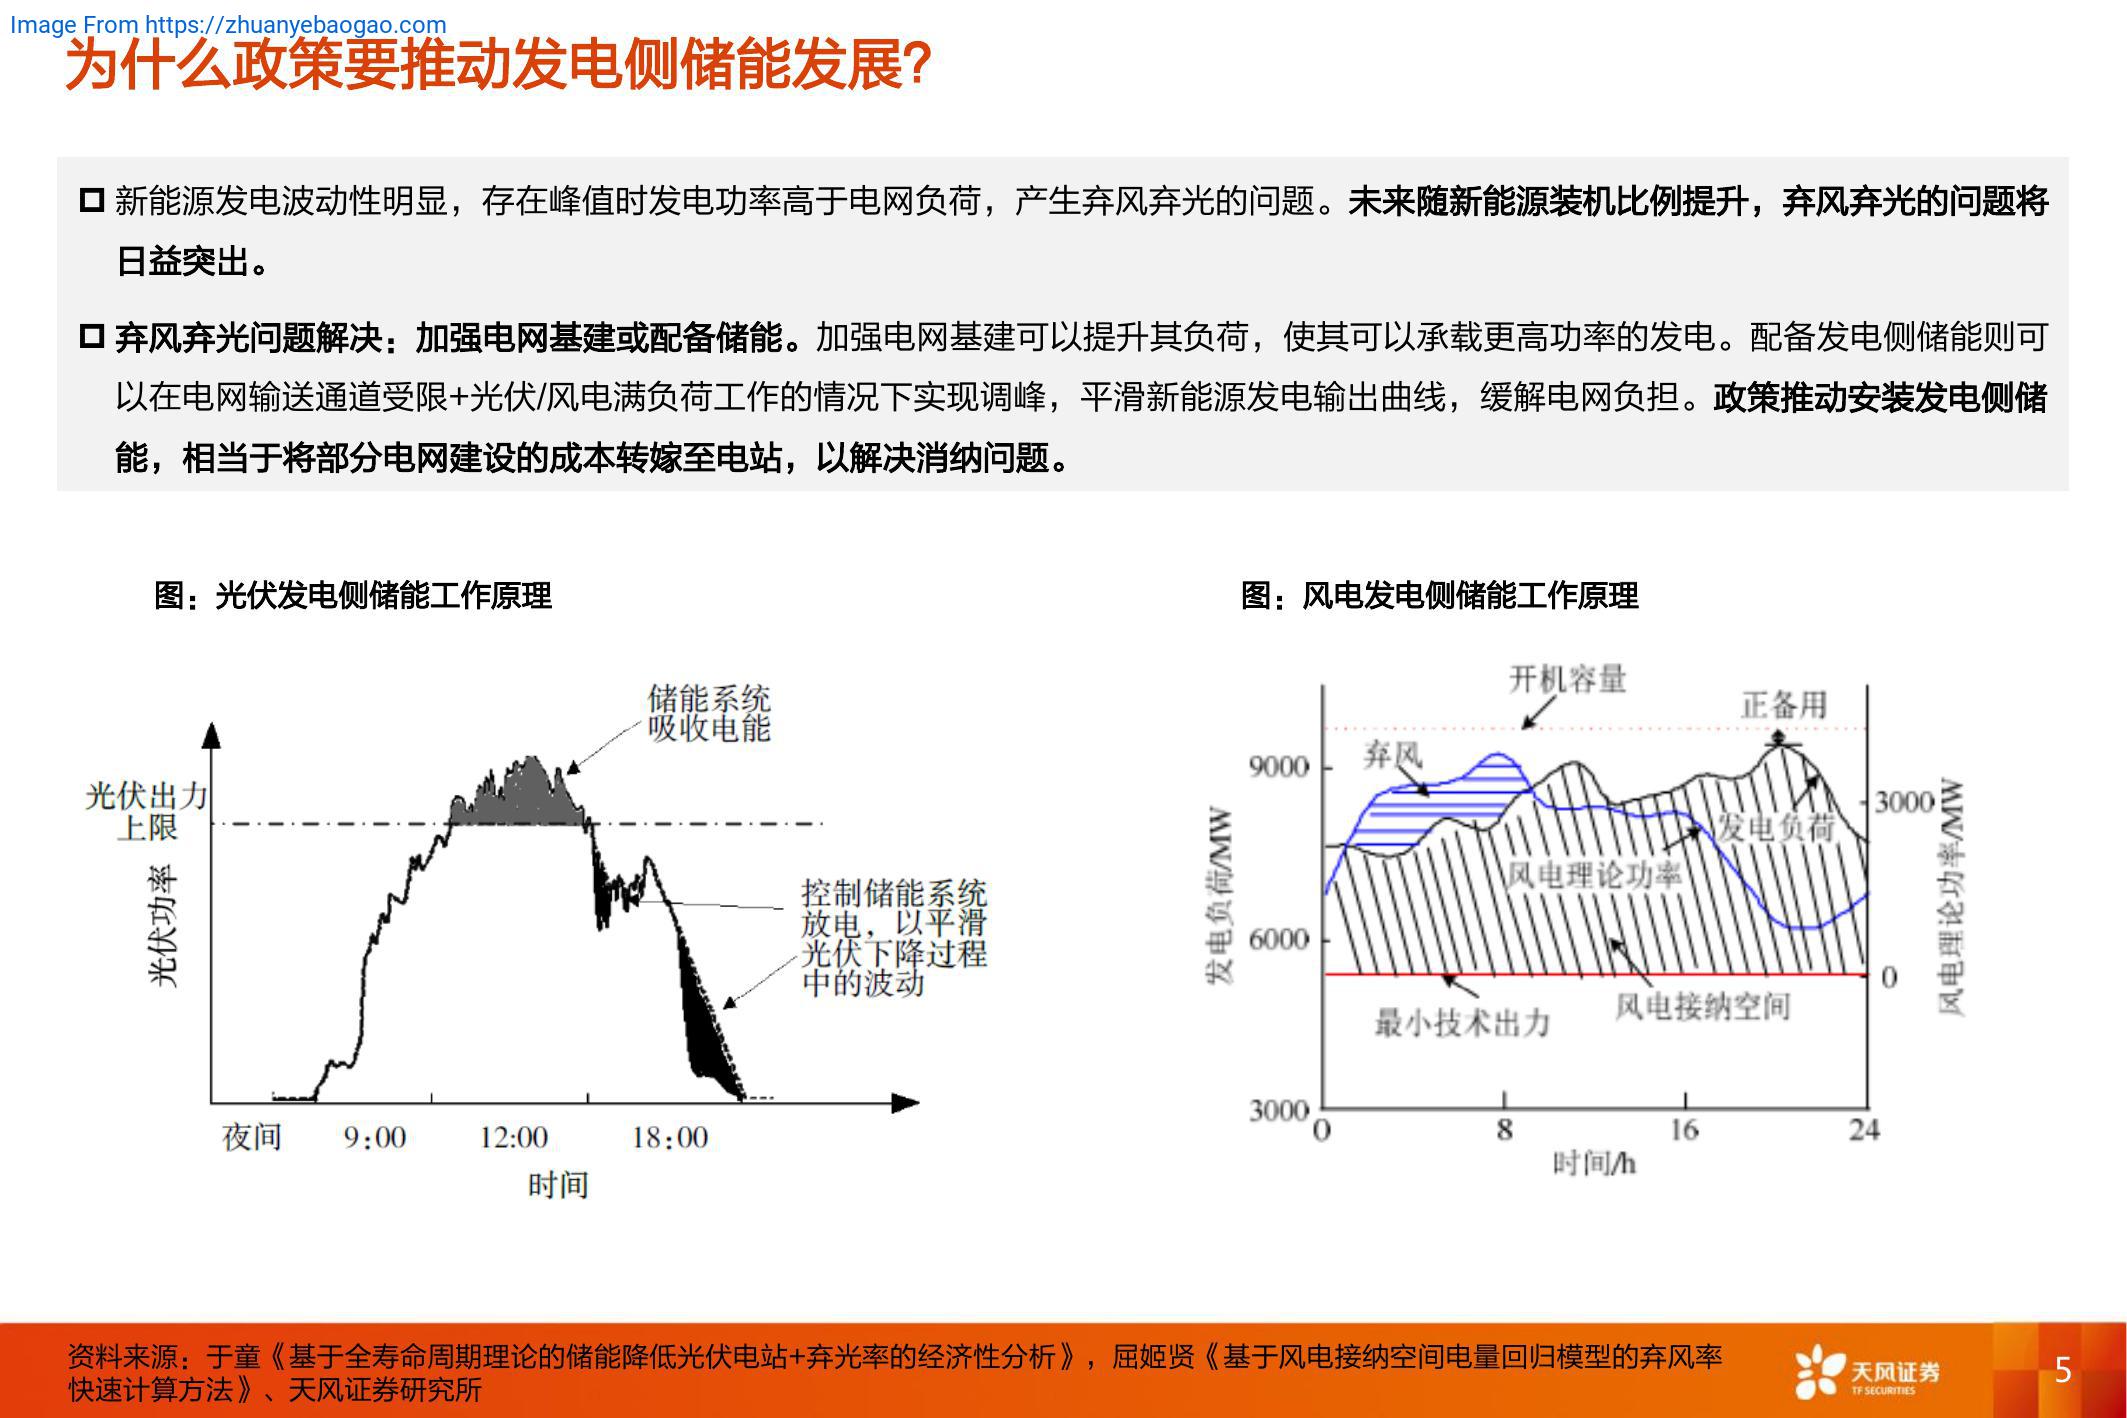 Image From https://zhuanyebaogao.com
为什么政策要推动发电侧储能发展?
新能源发电波动性明显，存在峰值时发电功率高于电网负荷，产生弃风弃光的问题。未来随新能源装机比例提升，弃风弃光的问题将
日益突出。
弃风弃光问题解决：加强电网基建或配备储能。加强电网基建可以提升其负荷，使其可以承载更高功率的发电。配备发电侧储能则可
以在电网输送通道受限+光伏/风电满负荷工作的情况下实现调峰，平滑新能源发电输出曲线，缓解电网负担。政策推动安装发电侧储
能，相当于将部分电网建设的成本转嫁至电站，以解决消纳问题。
图：光伏发电侧储能工作原理
储能系统
吸收电能
光伏出力
上限
光伏功率
控制储能系统
放电，以平滑
光伏下降过程
中的波动
夜间 9:00 12:00 18:00
时间
图：风电发电侧储能工作原理
开机容量
正备用
弃风
9000
3000
发电负荷
风电理论功率
发电负荷/MW
风电理论功率/MW
6000
0
风电接纳空间
最小技术出力
3000
0 8 16 24
时间/h
资料来源：于童《基于全寿命周期理论的储能降低光伏电站+弃光率的经济性分析》，屈姬贤《基于风电接纳空间电量回归模型的弃风率
快速计算方法》、天风证券研究所
天风证券
TF SECURITIES
5